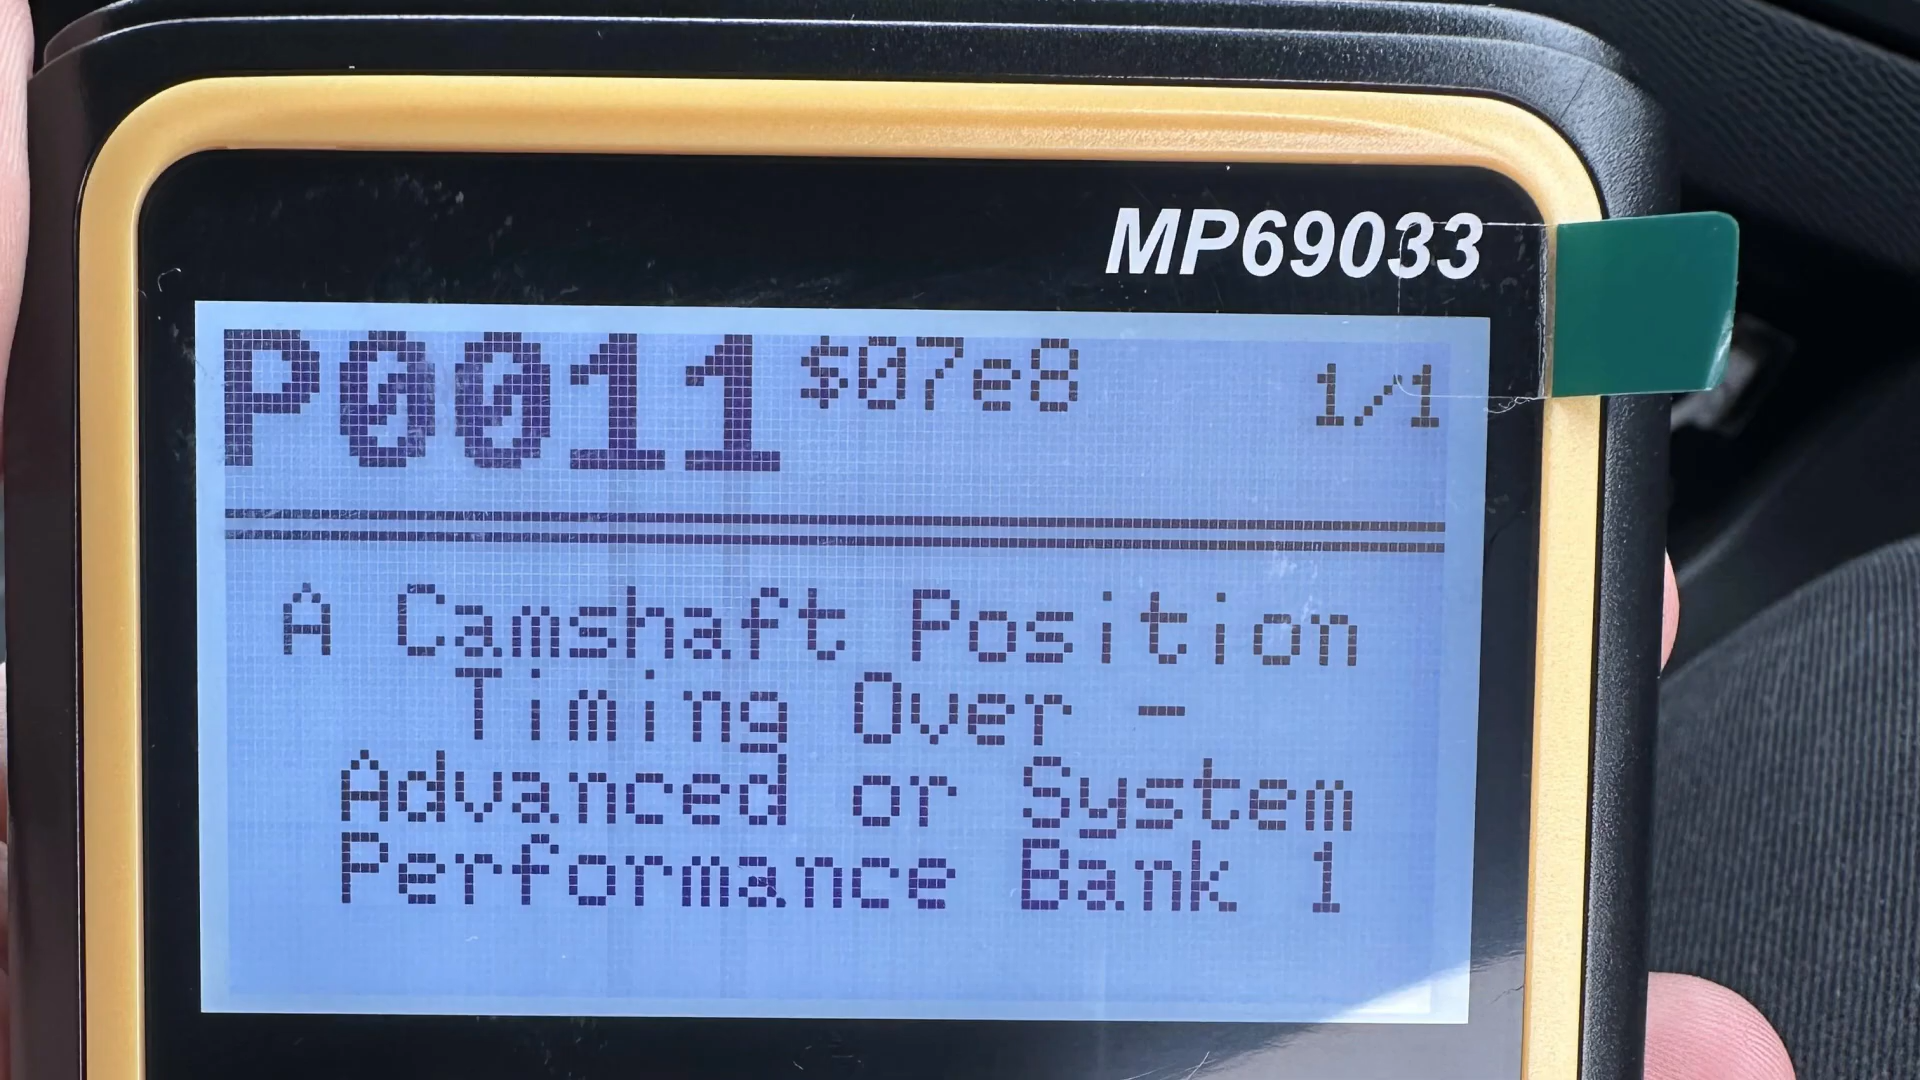 MP69033
P0011 $07e8 1/1
A Camshaft Position
Timing Over -
Advanced or System
Performance Bank 1